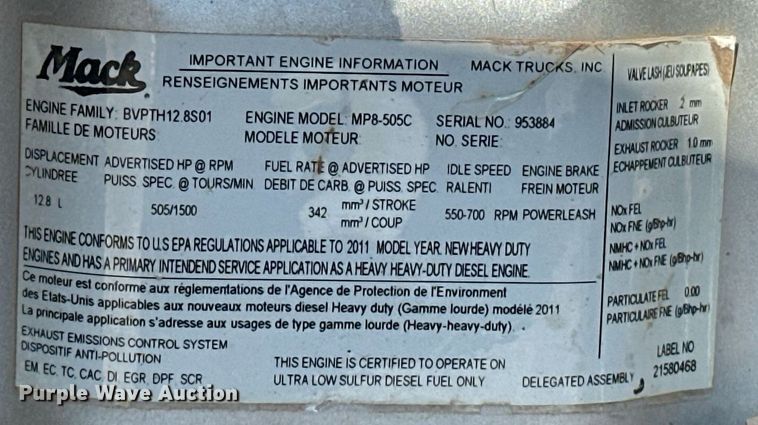 Mack
IMPORTANT ENGINE INFORMATION MACK TRUCKS, INC.
RENSEIGNEMENTS IMPORTANTS MOTEUR
ENGINE FAMILY: BVPTH12.8S01 ENGINE MODEL: MP8-505C SERIAL NO.: 953884
FAMILLE DE MOTEURS: MODELE MOTEUR: NO. SERIE:
DISPLACEMENT ADVERTISED HP @ RPM FUEL RATE @ ADVERTISED HP IDLE SPEED ENGINE BRAKE
CYLINDREE PUISS. SPEC. @ TOURS/MIN DEBIT DE CARB. @ PUISS. SPEC. RALENTI FREIN MOTEUR
12.8 L 505/1500 342 mm³ / STROKE 550-700 RPM POWERLEASH
mm³ / COUP
THIS ENGINE CONFORMS TO U.S EPA REGULATIONS APPLICABLE TO 2011 MODEL YEAR. NEW HEAVY DUTY
ENGINES AND HAS A PRIMARY INTENDEND SERVICE APPLICATION AS A HEAVY HEAVY-DUTY DIESEL ENGINE.
Ce moteur est conforme aux réglementations de l'Agence de Protection de l'Environment
des Etats-Unis applicables aux nouveaux moteurs diesel Heavy duty (Gamme lourde) modélé 2011
La principale application s'adresse aux usages de type gamme lourde (Heavy-heavy-duty).
EXHAUST EMISSIONS CONTROL SYSTEM
DISPOSITIF ANTI-POLLUTION
EM, EC, TC, CAC, DI, EGR, DPF, SCR
THIS ENGINE IS CERTIFIED TO OPERATE ON
ULTRA LOW SULFUR DIESEL FUEL ONLY
DELEGATED ASSEMBLY
VALVE LASH (JEU SOUPAPES)
INLET ROCKER .2 mm
ADMISSION CULBUTEUR
EXHAUST ROCKER 1.0 mm
ECHAPPEMENT CULBUTEUR
NOx FEL
NOx FNE (g/Bhp-hr)
NMHC + NOx FEL
NMHC + NOx FNE (g/Bhp-hr)
PARTICULATE FEL 0.00
PARTICULAIRE FNE (g/Bhp-hr)
LABEL NO
21580468
Purple Wave Auction